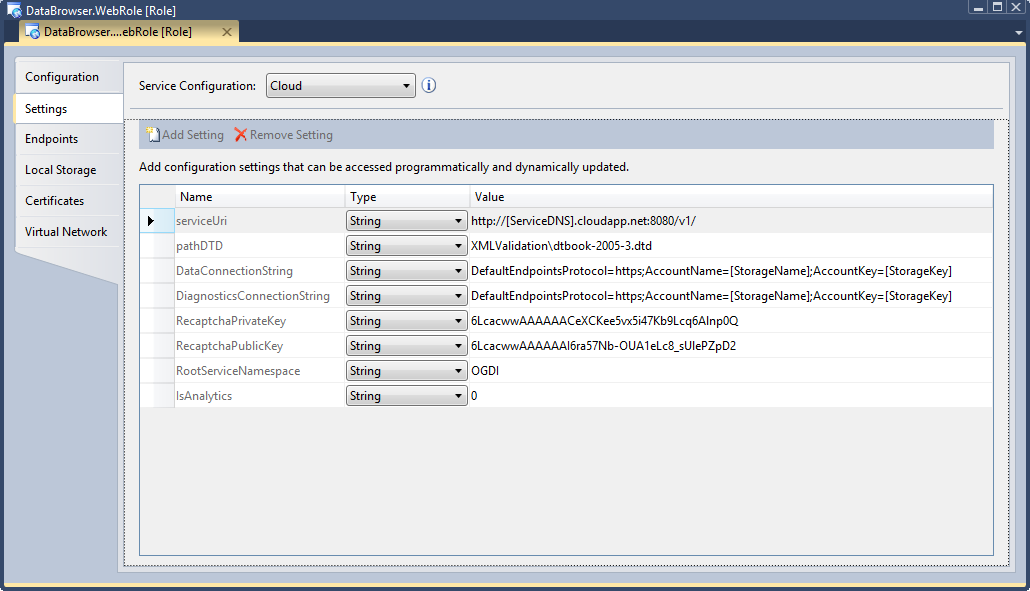 DataBrowser.WebRole [Role]
DataBrowser....ebRole [Role]
Configuration
Settings
Endpoints
Local Storage
Certificates
Virtual Network
Service Configuration: Cloud
Add Setting Remove Setting
Add configuration settings that can be accessed programmatically and dynamically updated.
Name Type Value
serviceUri String http://[ServiceDNS].cloudapp.net:8080/v1/
pathDTD String XMLValidation\dtbook-2005-3.dtd
DataConnectionString String DefaultEndpointsProtocol=https;AccountName=[StorageName];AccountKey=[StorageKey]
DiagnosticsConnectionString String DefaultEndpointsProtocol=https;AccountName=[StorageName];AccountKey=[StorageKey]
RecaptchaPrivateKey String 6LcacwwAAAAAACeXCKee5vx5i47Kb9Lcq6AInp0Q
RecaptchaPublicKey String 6LcacwwAAAAAAI6ra57Nb-OUA1eLc8_sUIePZpD2
RootServiceNamespace String OGDI
IsAnalytics String 0